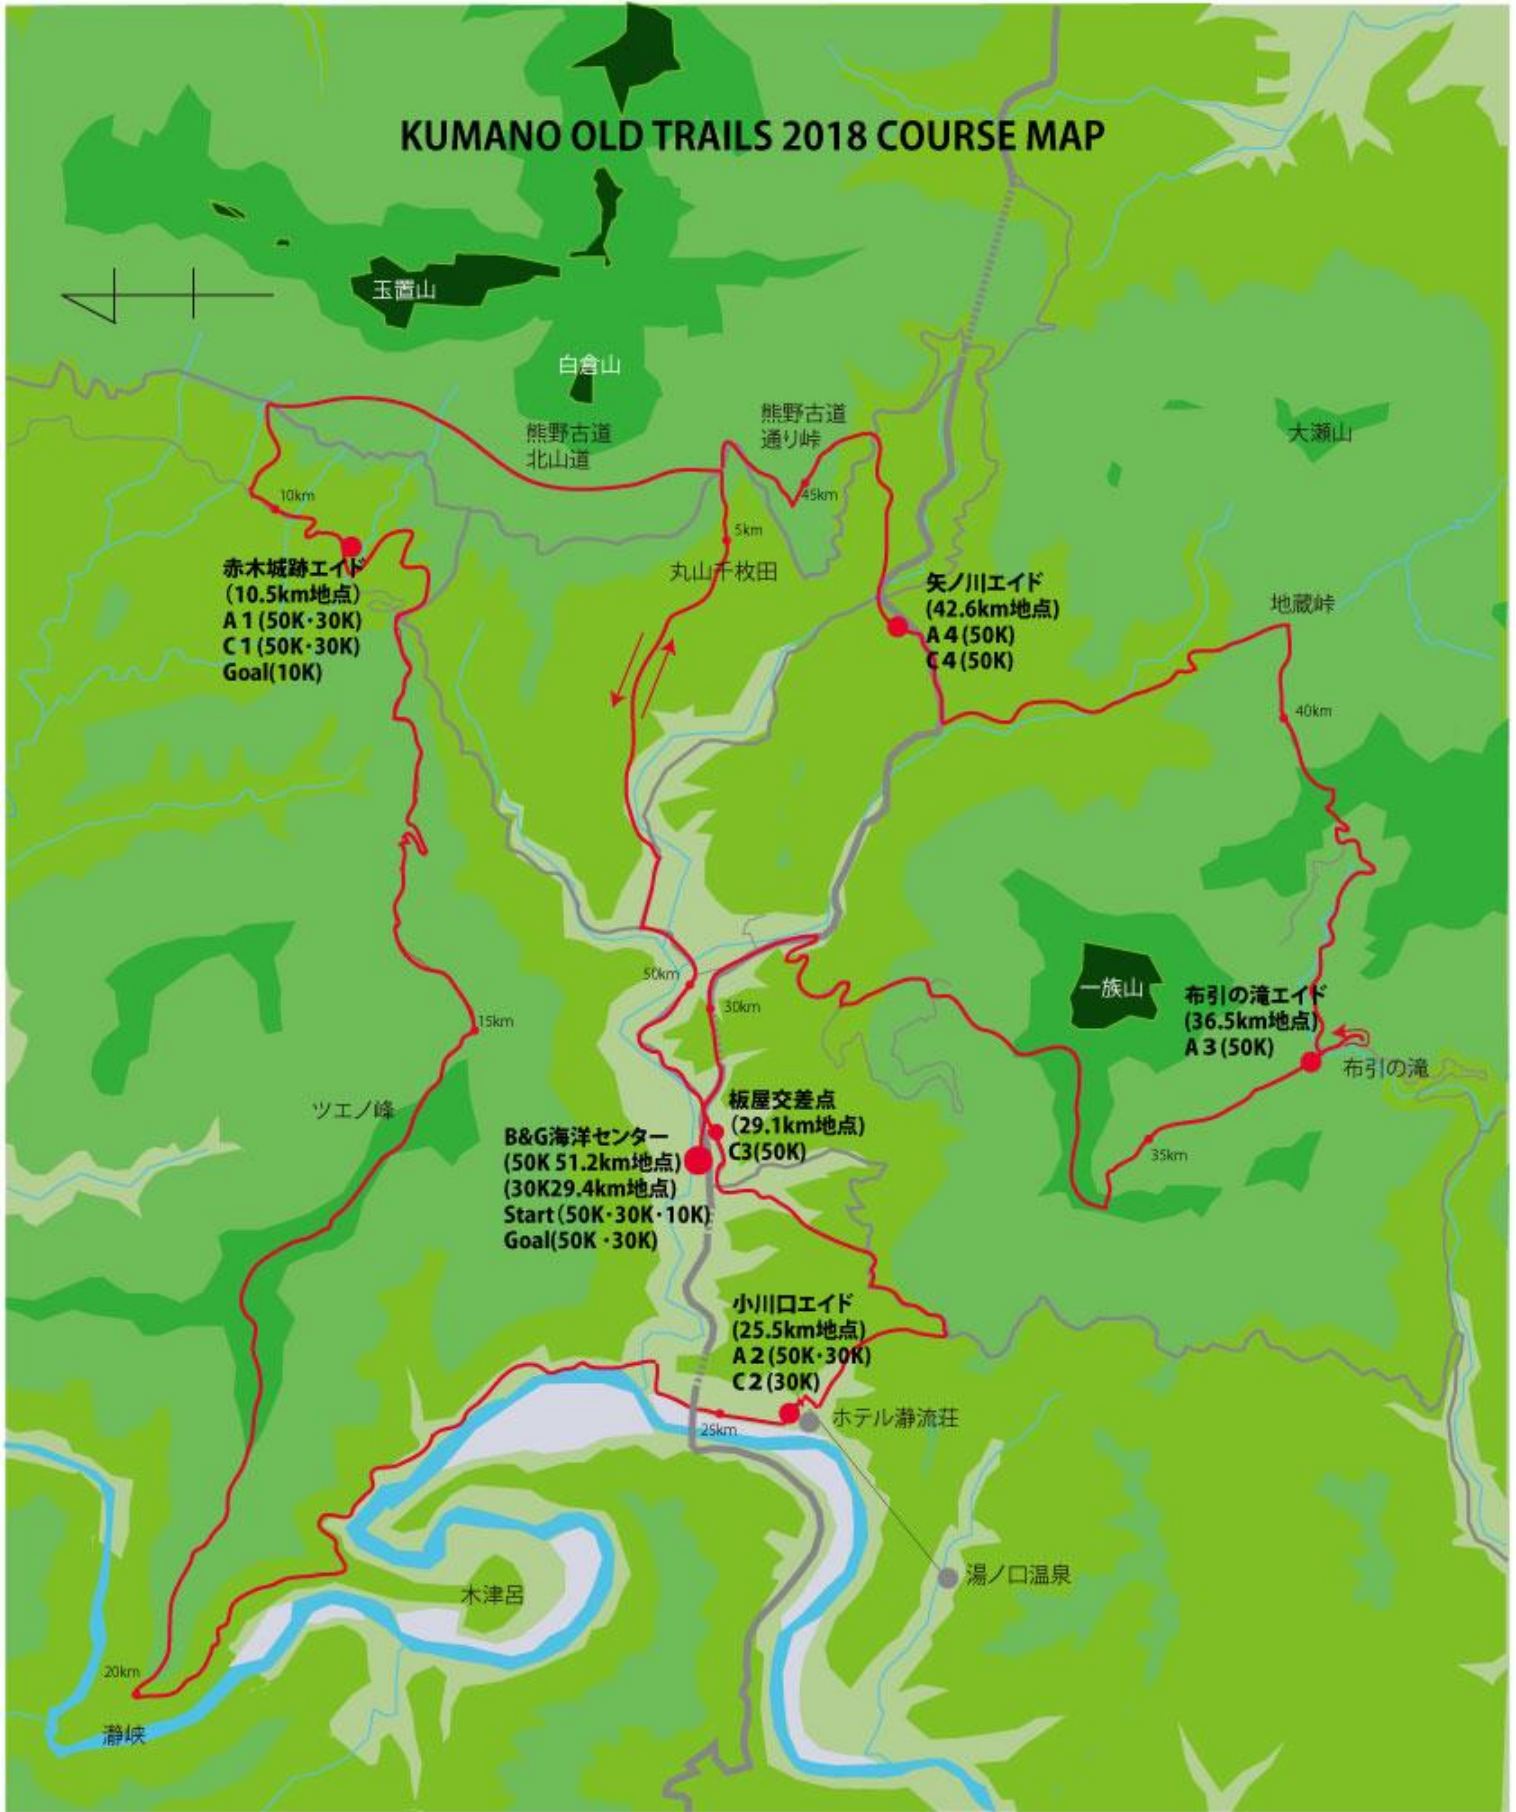 KUMANO OLD TRAILS 2018 COURSE MAP
玉置山
白倉山
熊野古道
北山道
熊野古道
通り峠
大瀬山
10km
45km
5km
丸山千枚田
赤木城跡エイド
(10.5km地点)
A1(50K・30K)
C1(50K・30K)
Goal(10K)
矢ノ川エイド
(42.6km地点)
A4(50K)
C4(50K)
地蔵峠
40km
50km
30km
15km
一族山
布引の滝エイド
(36.5km地点)
A3(50K)
布引の滝
35km
ツエノ峰
板屋交差点
(29.1km地点)
C3(50K)
B&G海洋センター
(50K 51.2km地点)
(30K29.4km地点)
Start(50K・30K・10K)
Goal(50K・30K)
小川口エイド
(25.5km地点)
A2(50K・30K)
C2(30K)
25km
ホテル瀞流荘
湯ノ口温泉
木津呂
20km
瀞峡